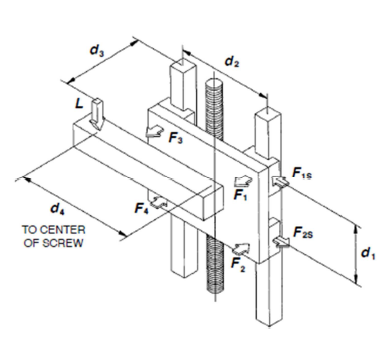 d3
d2
L
F3
F1S
F1
F4
d4
TO CENTER
OF SCREW
F2
F2S
d1